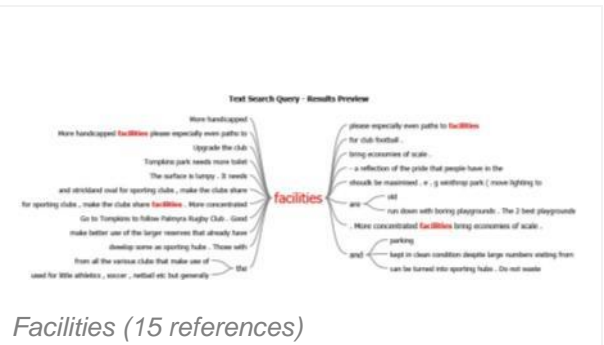 Text Search Query - Results Preview
More handicapped
More handicapped facilities please especially even paths to
Upgrade the club
Tompkins park needs more toilet
The surface is lumpy . It needs
and strickland oval for sporting clubs , make the clubs share
for sporting clubs , make the clubs share facilities . More concentrated
Go to Tompkins to follow Palmyra Rugby Club . Good
make better use of the larger reserves that already have
develop some as sporting hubs . Those with
from all the various clubs that make use of
used for little athletics , soccer , netball etc but generally
the
facilities
please especially even paths to facilities
for club football .
bring economies of scale .
- a reflection of the pride that people have in the
should be maximised . e . g winthrop park ( move lighting to
are
old
run down with boring playgrounds . The 2 best playgrounds
. More concentrated facilities bring economies of scale .
and
parking
kept in clean condition despite large numbers visiting from
can be turned into sporting hubs . Do not waste
Facilities (15 references)